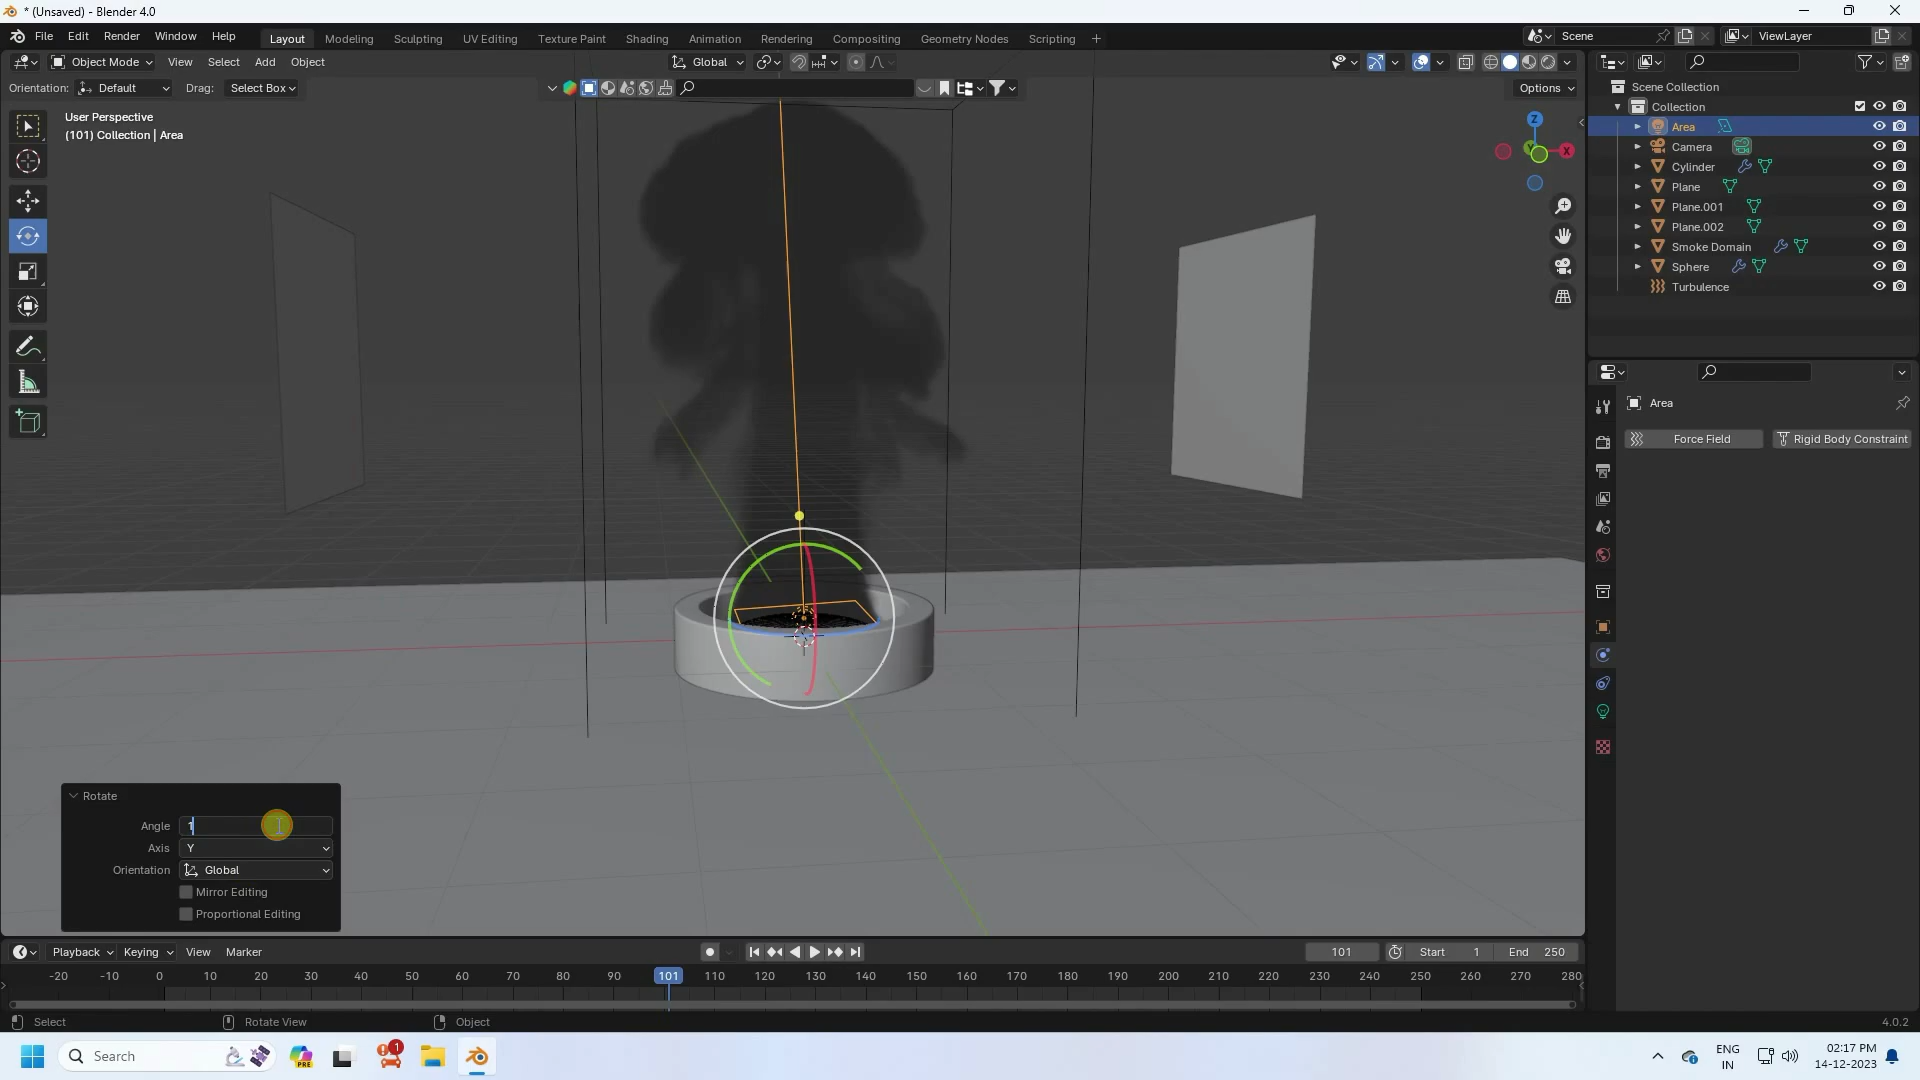 * (Unsaved) - Blender 4.0
File Edit Render Window Help
Layout Modeling Sculpting UV Editing Texture Paint Shading Animation Rendering Compositing Geometry Nodes Scripting +
Scene
ViewLayer
Object Mode View Select Add Object
Global
Orientation: Default Drag: Select Box
Options
User Perspective
(101) Collection | Area
Z
X
Y
Scene Collection
Collection
Area
Camera
Cylinder
Plane
Plane.001
Plane.002
Smoke Domain
Sphere
Turbulence
Area
Force Field Rigid Body Constraint
Rotate
Angle 1
Axis Y
Orientation Global
Mirror Editing
Proportional Editing
Playback Keying View Marker
101 Start 1 End 250
-20 -10 0 10 20 30 40 50 60 70 80 90 101 110 120 130 140 150 160 170 180 190 200 210 220 230 240 250 260 270 280
Select Rotate View Object
4.0.2
Search
PRE
1
ENG
IN
02:17 PM
14-12-2023